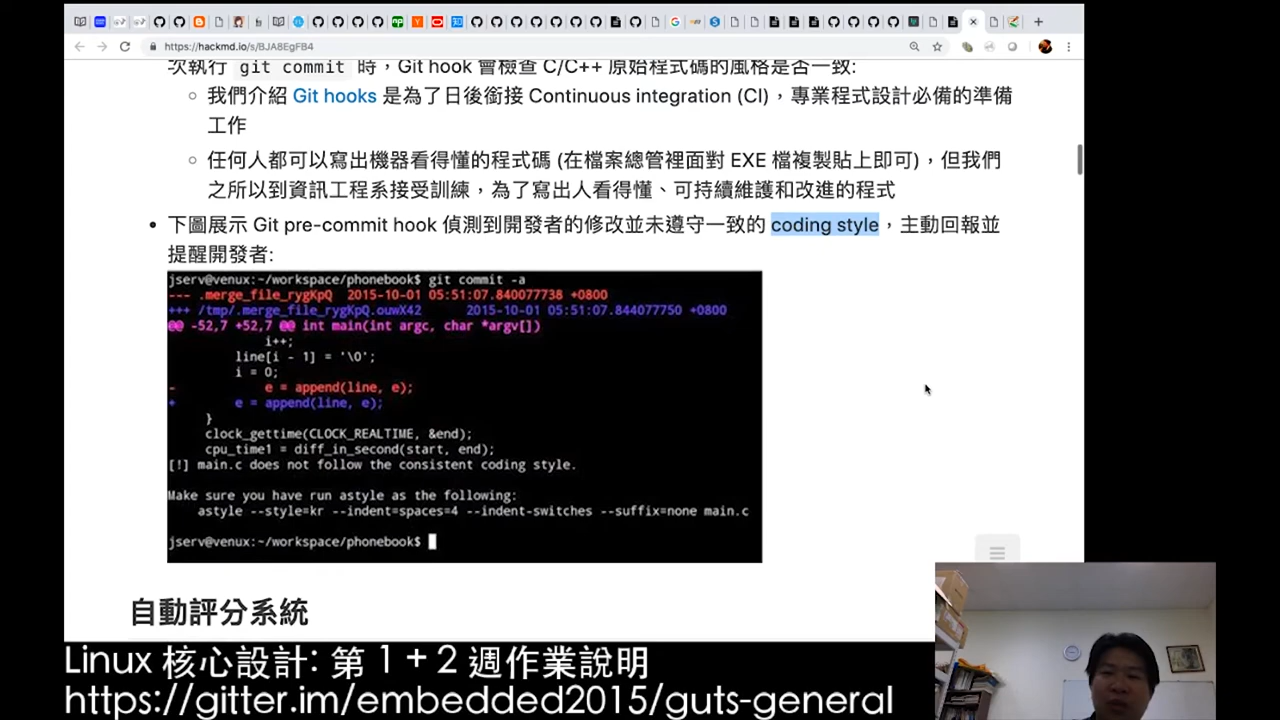 https://hackmd.io/s/BJA8EgFB4
次執行 git commit 時，Git hook 會檢查 C/C++ 原始程式碼的風格是否一致:
我們介紹 Git hooks 是為了日後銜接 Continuous integration (CI)，專業程式設計必備的準備
工作
任何人都可以寫出機器看得懂的程式碼 (在檔案總管裡面對 EXE 檔複製貼上即可)，但我們
之所以到資訊工程系接受訓練，為了寫出人看得懂、可持續維護和改進的程式
下圖展示 Git pre-commit hook 偵測到開發者的修改並未遵守一致的 coding style，主動回報並
提醒開發者:
jserv@venux:~/workspace/phonebook$ git commit -a
--- .merge_file_rygKpQ 2015-10-01 05:51:07.840077738 +0800
+++ /tmp/.merge_file_rygKpQ.ouwX42 2015-10-01 05:51:07.844077750 +0800
@@ -52,7 +52,7 @@ int main(int argc, char *argv[])
i++;
line[i - 1] = '\0';
i = 0;
- e = append(line, e);
+ e = append(line, e);
}
clock_gettime(CLOCK_REALTIME, &end);
cpu_time1 = diff_in_second(start, end);
[!] main.c does not follow the consistent coding style.
Make sure you have run astyle as the following:
astyle --style=kr --indent=spaces=4 --indent-switches --suffix=none main.c
jserv@venux:~/workspace/phonebook$
自動評分系統
Linux 核心設計: 第 1 + 2 週作業說明
https://gitter.im/embedded2015/guts-general